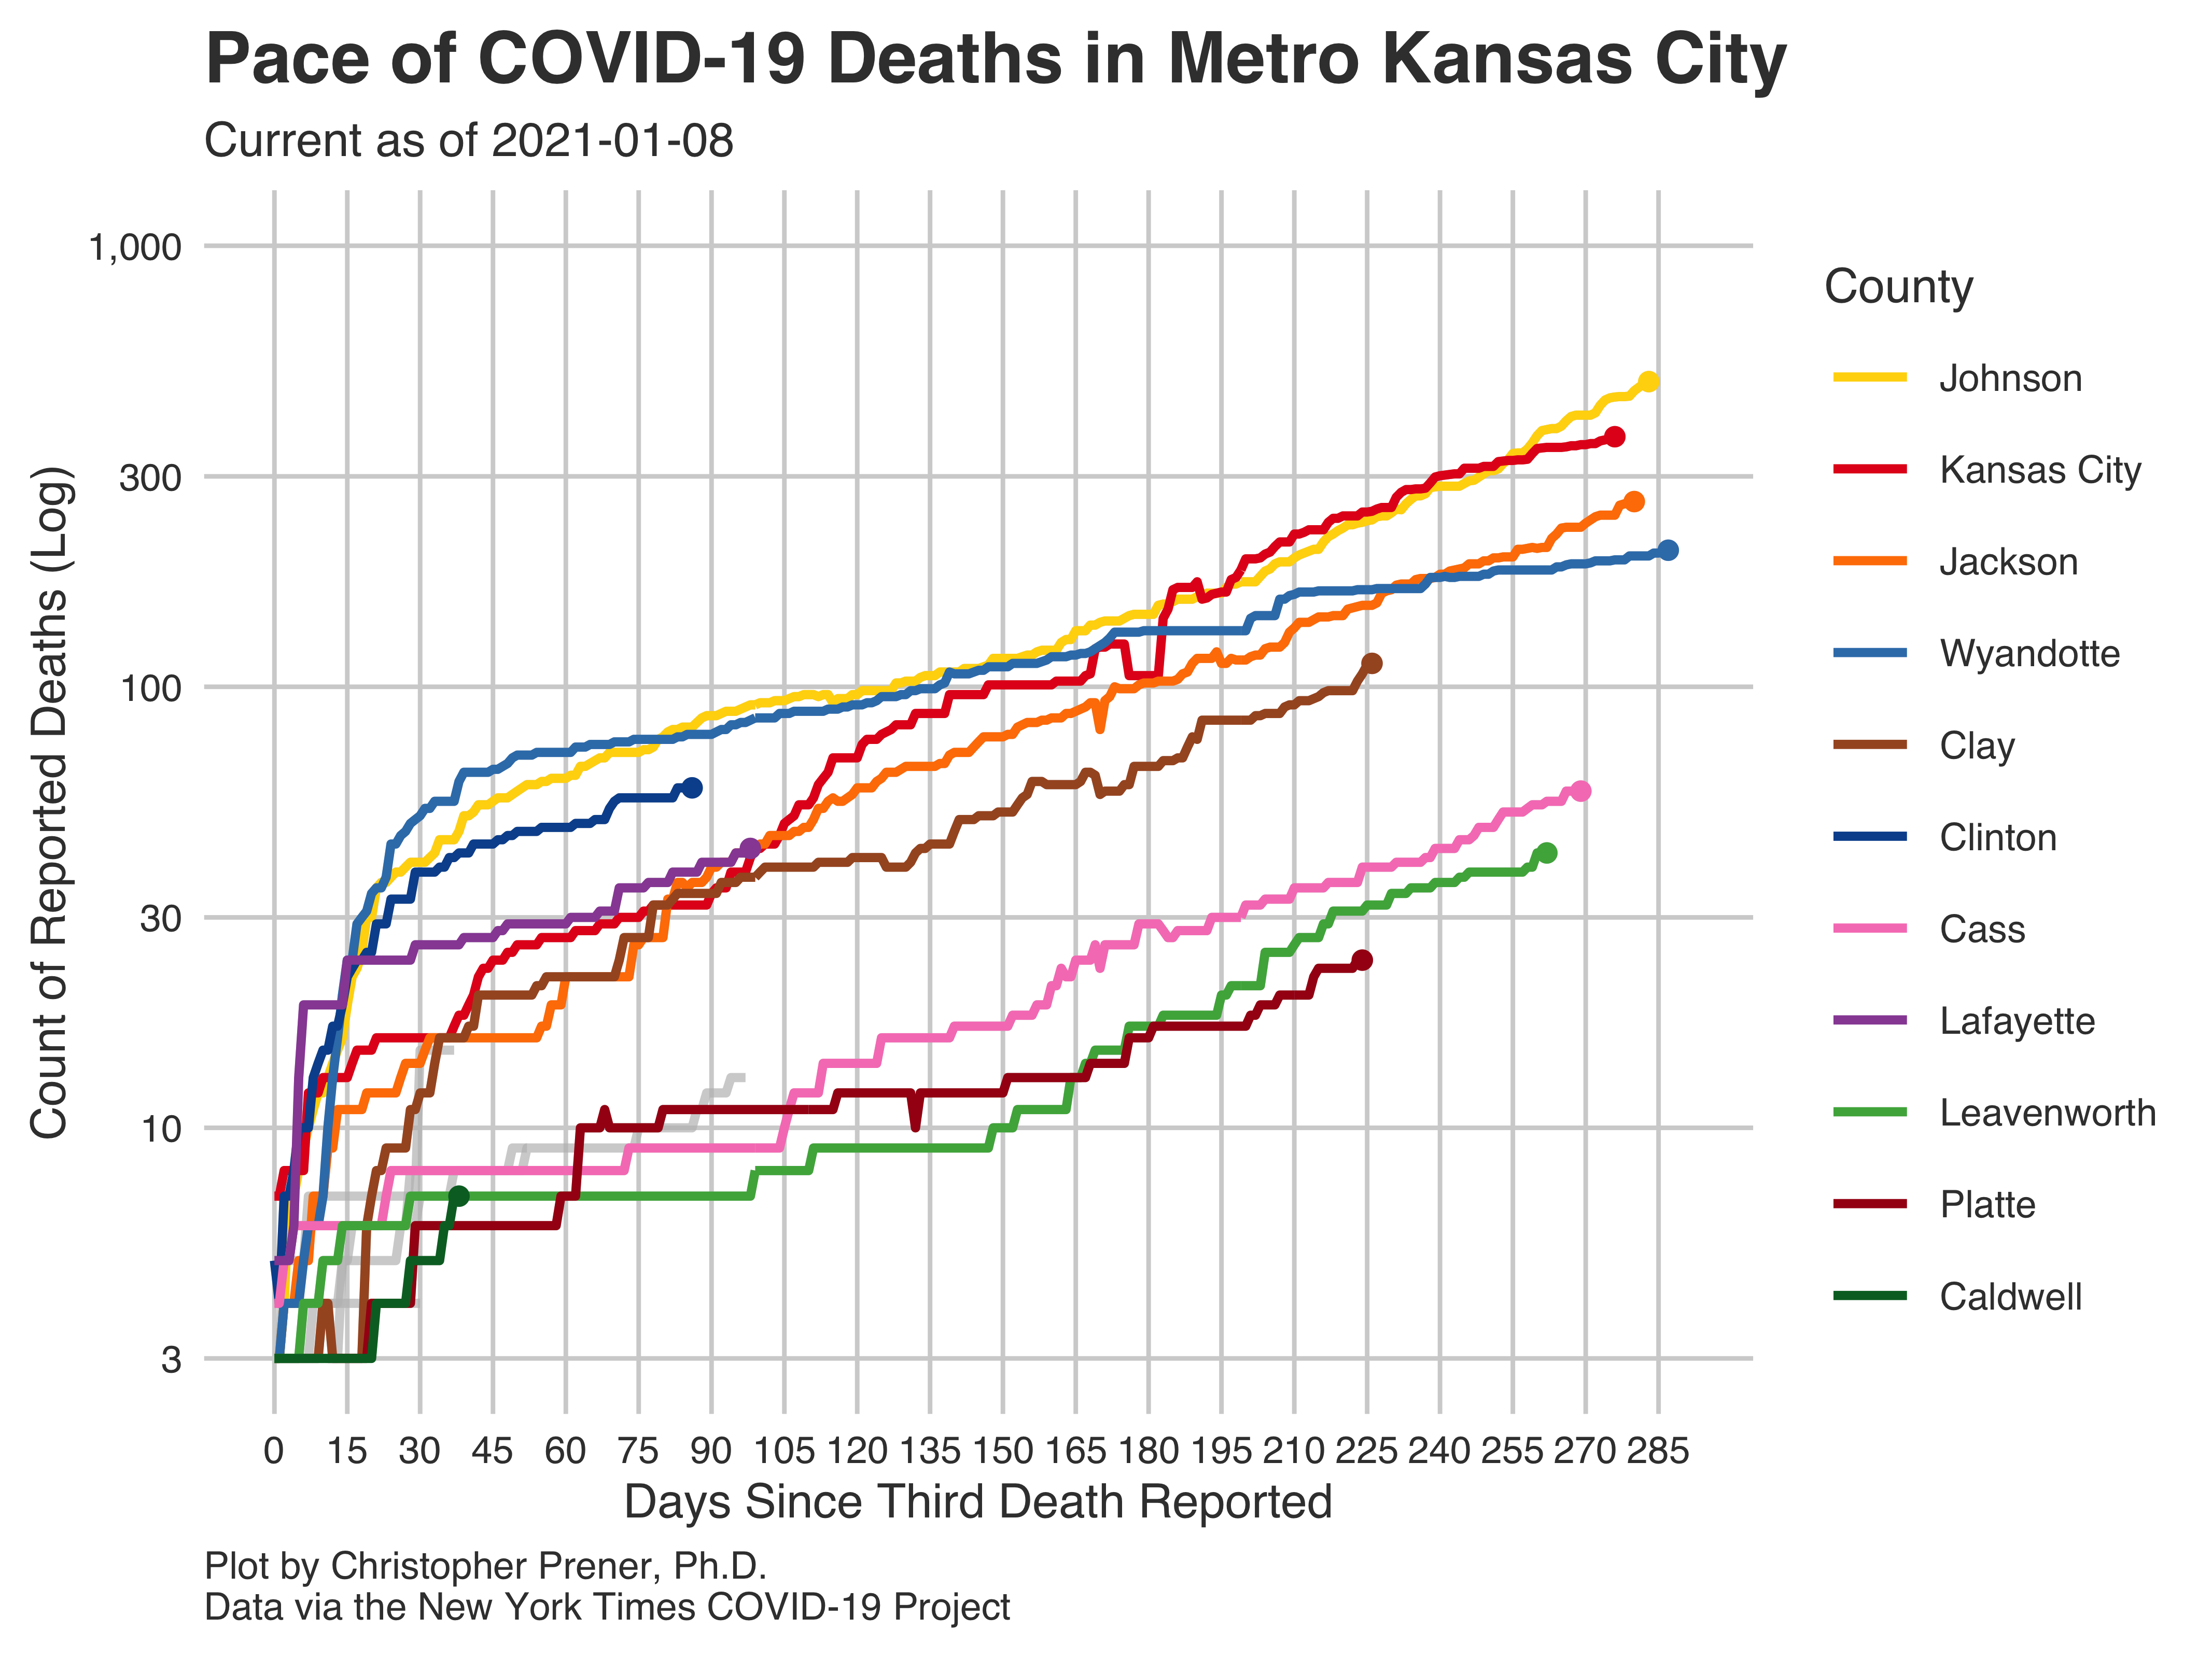 Pace of COVID-19 Deaths in Metro Kansas City
Current as of 2021-01-08
Count of Reported Deaths (Log)
1,000
300
100
30
10
3
0 15 30 45 60 75 90 105 120 135 150 165 180 195 210 225 240 255 270 285
Days Since Third Death Reported
County
Johnson
Kansas City
Jackson
Wyandotte
Clay
Clinton
Cass
Lafayette
Leavenworth
Platte
Caldwell
Plot by Christopher Prener, Ph.D.
Data via the New York Times COVID-19 Project